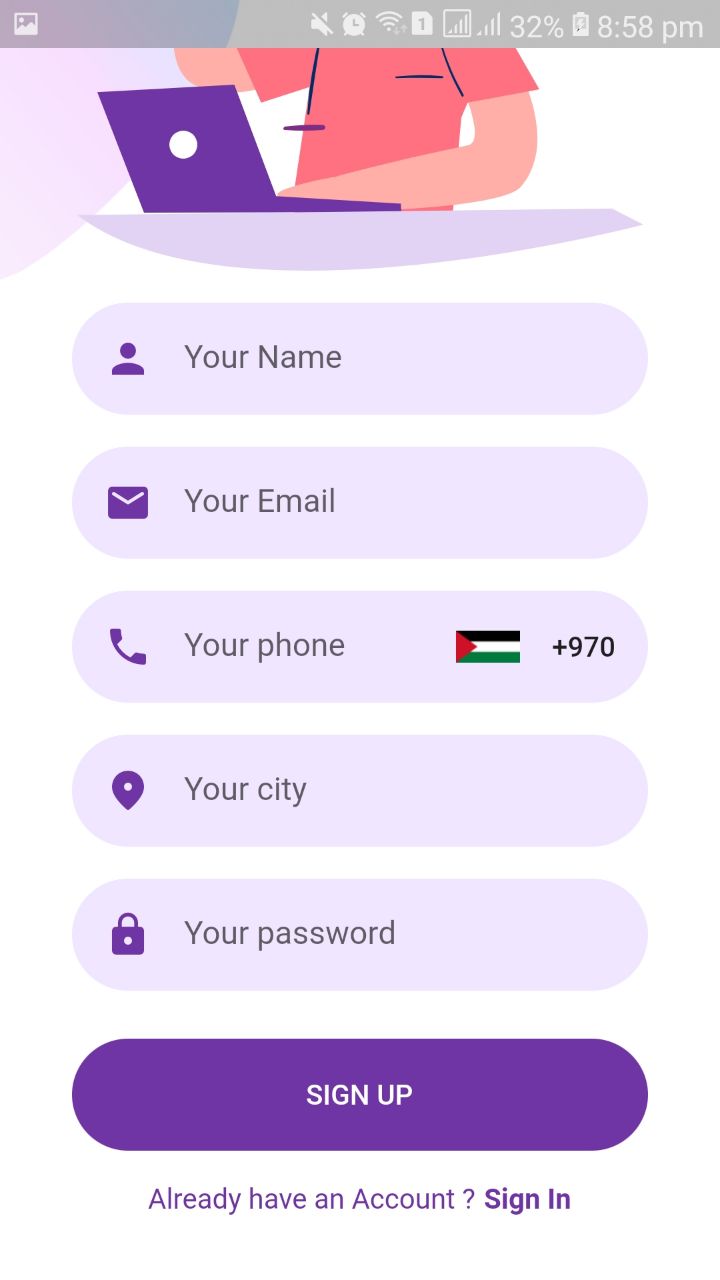 1 32% 8:58 pm
Your Name
Your Email
Your phone +970
Your city
Your password
SIGN UP
Already have an Account ? Sign In